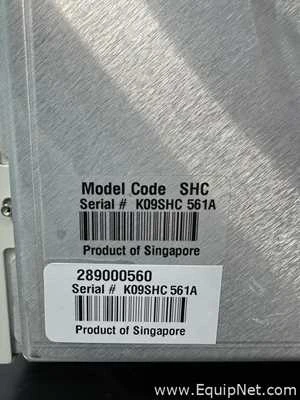 Model Code SHC
Serial # K09SHC 561A
Product of Singapore
289000560
Serial # K09SHC 561A
Product of Singapore
www.EquipNet.com